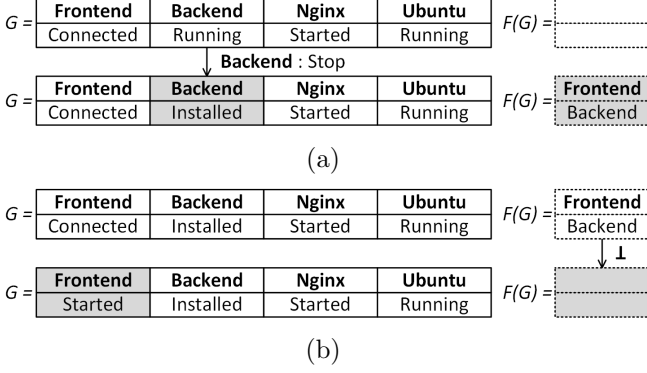 G = Frontend Backend Nginx Ubuntu F(G) =
Connected Running Started Running
Backend : Stop
G = Frontend Backend Nginx Ubuntu F(G) = Frontend
Connected Installed Started Running Backend
(a)
G = Frontend Backend Nginx Ubuntu F(G) = Frontend
Connected Installed Started Running Backend
⊥
G = Frontend Backend Nginx Ubuntu F(G) =
Started Installed Started Running
(b)